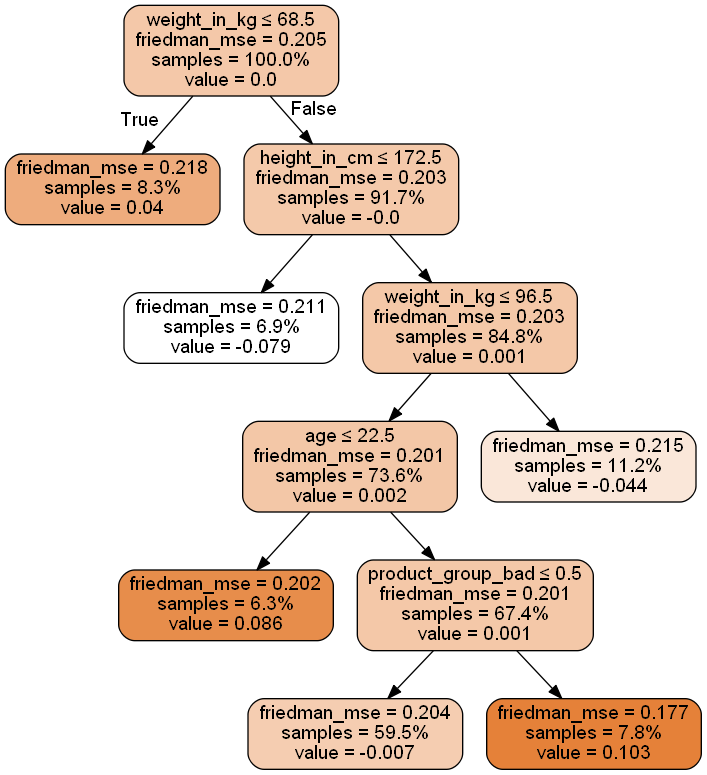 weight_in_kg ≤ 68.5
friedman_mse = 0.205
samples = 100.0%
value = 0.0
True
False
friedman_mse = 0.218
samples = 8.3%
value = 0.04
height_in_cm ≤ 172.5
friedman_mse = 0.203
samples = 91.7%
value = -0.0
friedman_mse = 0.211
samples = 6.9%
value = -0.079
weight_in_kg ≤ 96.5
friedman_mse = 0.203
samples = 84.8%
value = 0.001
age ≤ 22.5
friedman_mse = 0.201
samples = 73.6%
value = 0.002
friedman_mse = 0.215
samples = 11.2%
value = -0.044
friedman_mse = 0.202
samples = 6.3%
value = 0.086
product_group_bad ≤ 0.5
friedman_mse = 0.201
samples = 67.4%
value = 0.001
friedman_mse = 0.204
samples = 59.5%
value = -0.007
friedman_mse = 0.177
samples = 7.8%
value = 0.103